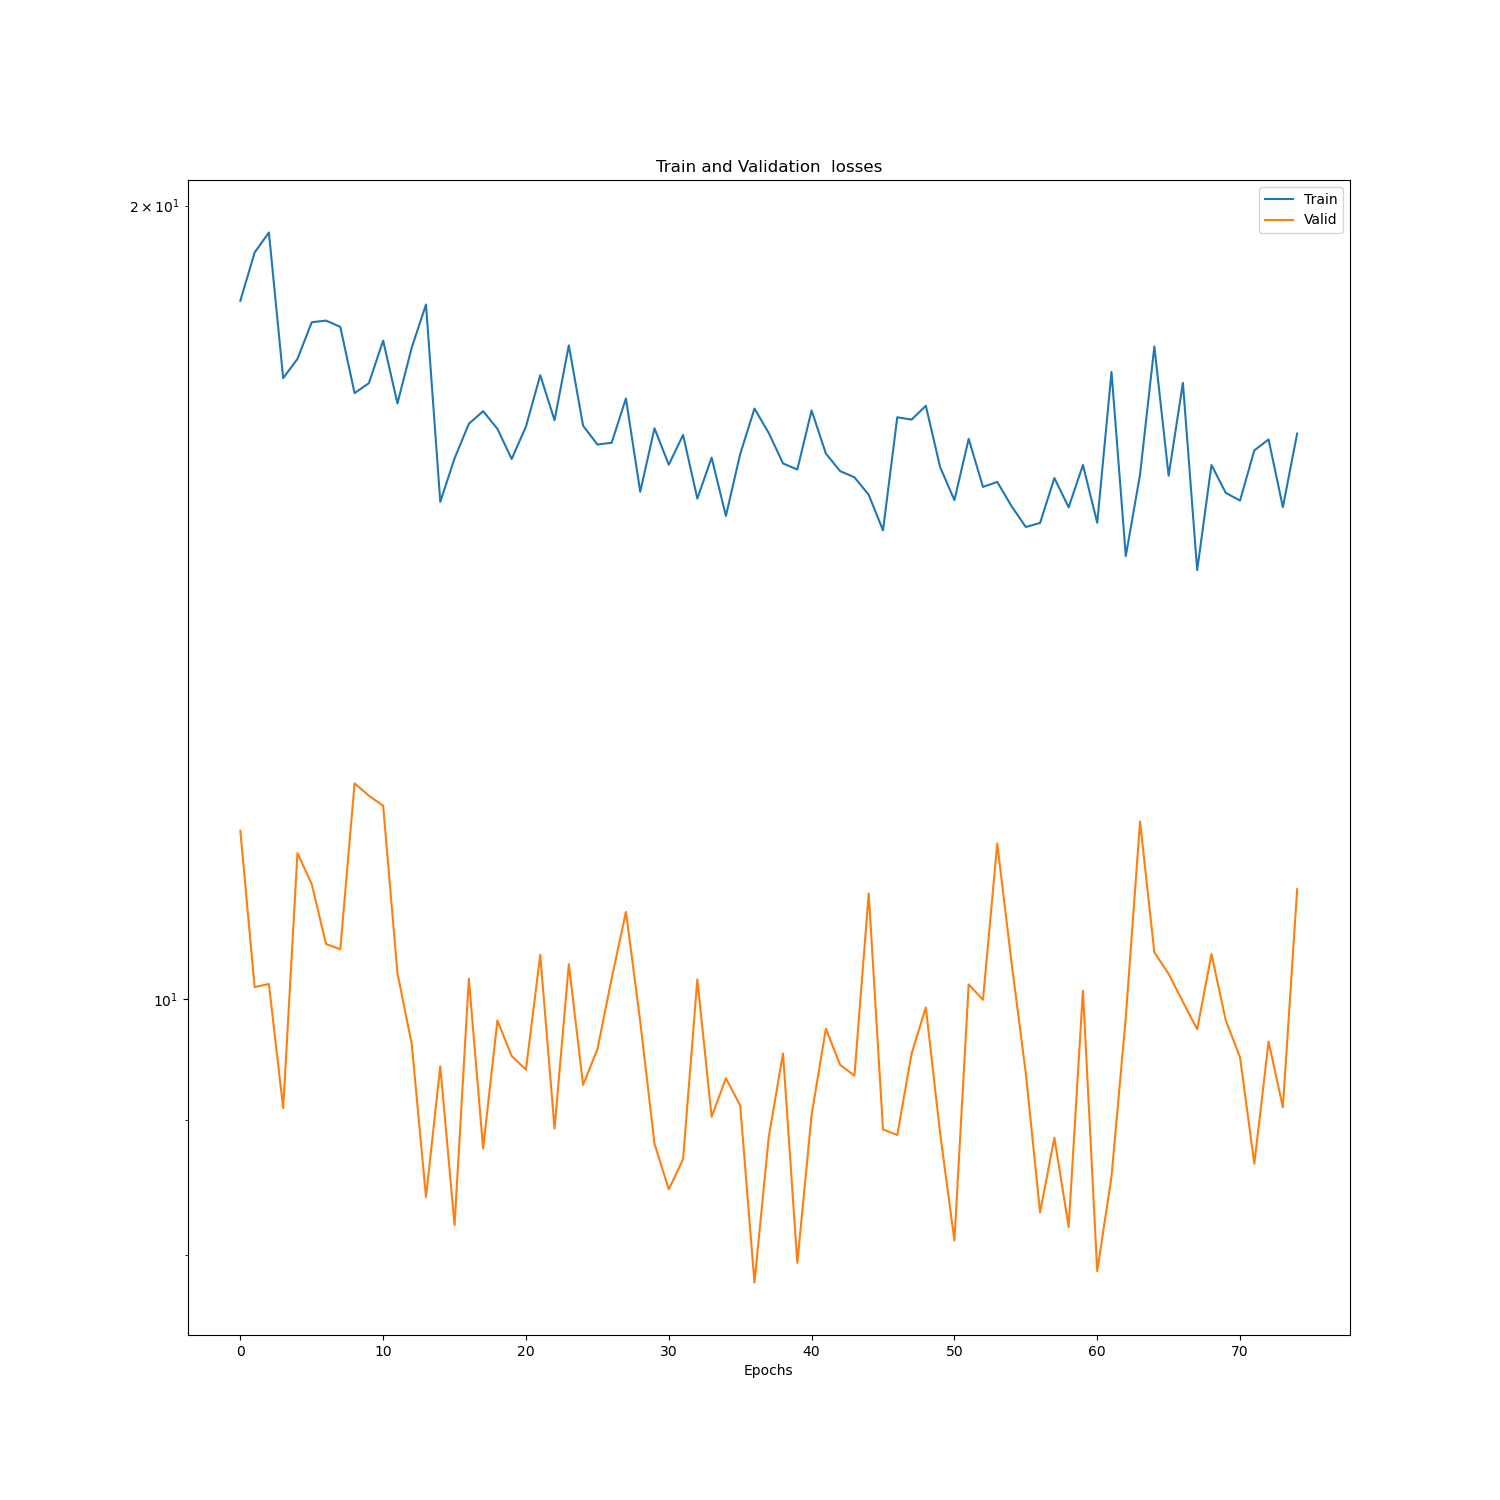 Train and Validation  losses
2 × 10¹
10¹
Train
Valid
0 10 20 30 40 50 60 70
Epochs